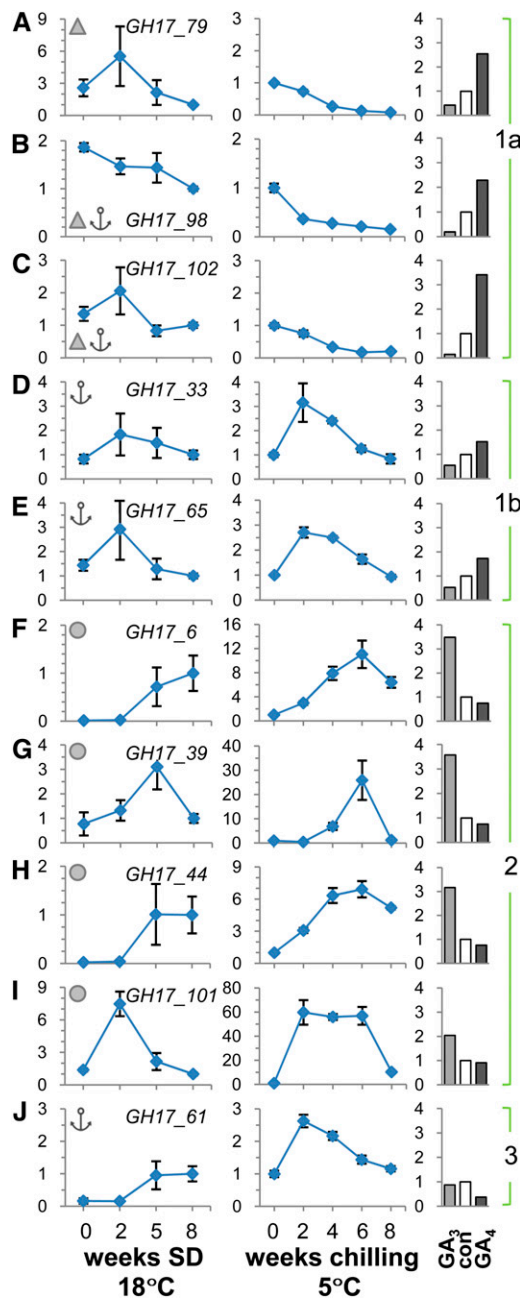 A GH17_79
9 3 4
6 2 3
3 1 2
1
0 0 0
1a
B GH17_98
2 2 4
3
1 1 2
1
0 0 0
C GH17_102
3 3 4
2 2 3
1 1 2
1
0 0 0
D GH17_33
4 4 4
3 3 3
2 2 2
1 1 1
0 0 0
1b
E GH17_65
4 4 4
3 3 3
2 2 2
1 1 1
0 0 0
F GH17_6
2 16 4
12 3
1 8 2
4 1
0 0 0
G GH17_39
4 40 4
3 30 3
2 20 2
1 10 1
0 0 0
2
H GH17_44
2 9 4
6 3
1 3 2
1
0 0 0
I GH17_101
9 80 4
6 60 3
3 40 2
20 1
0 0 0
J GH17_61
3 3 4
2 2 3
1 1 2
1
0 0 0
3
0 2 5 8 0 2 4 6 8 GA3 con GA4
weeks SD weeks chilling
18°C 5°C